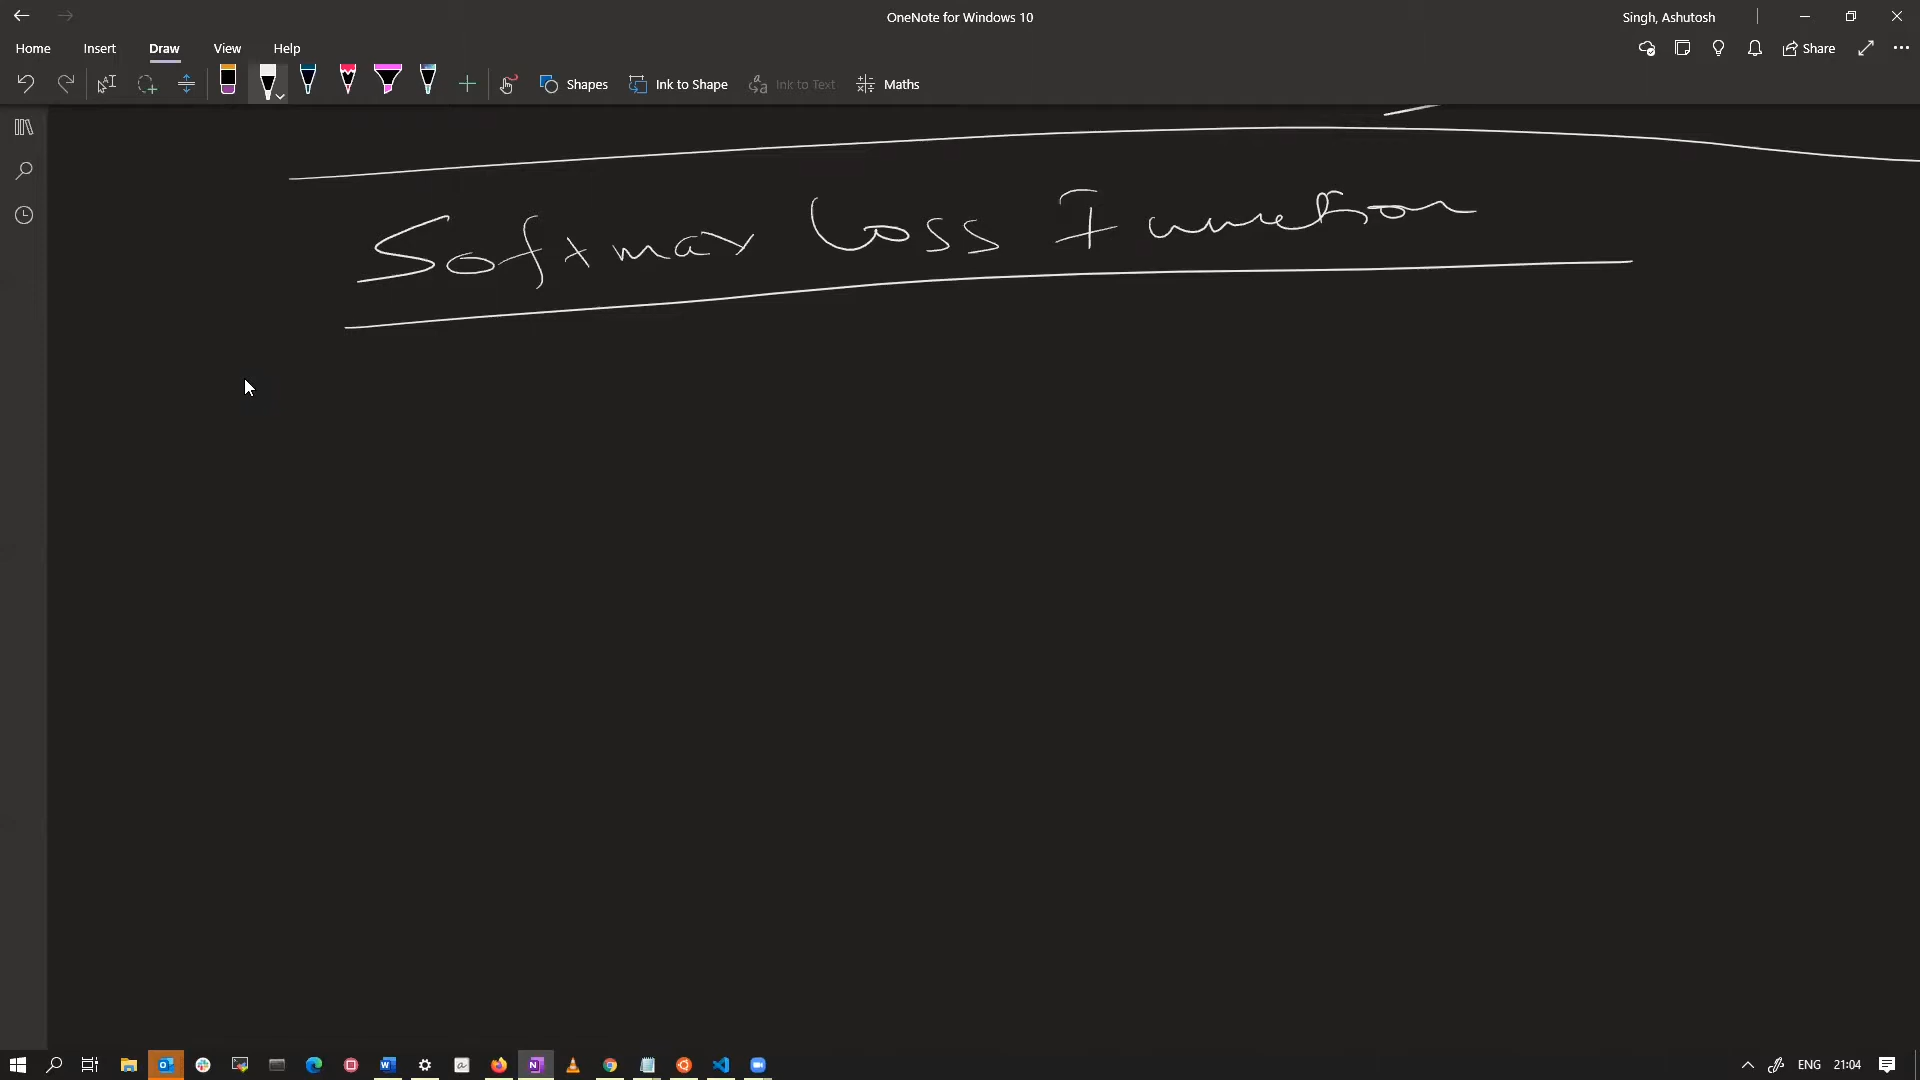 OneNote for Windows 10
Singh, Ashutosh
Home Insert Draw View Help
Share
Shapes Ink to Shape Ink to Text Maths
Softmax Loss Function
ENG 21:04